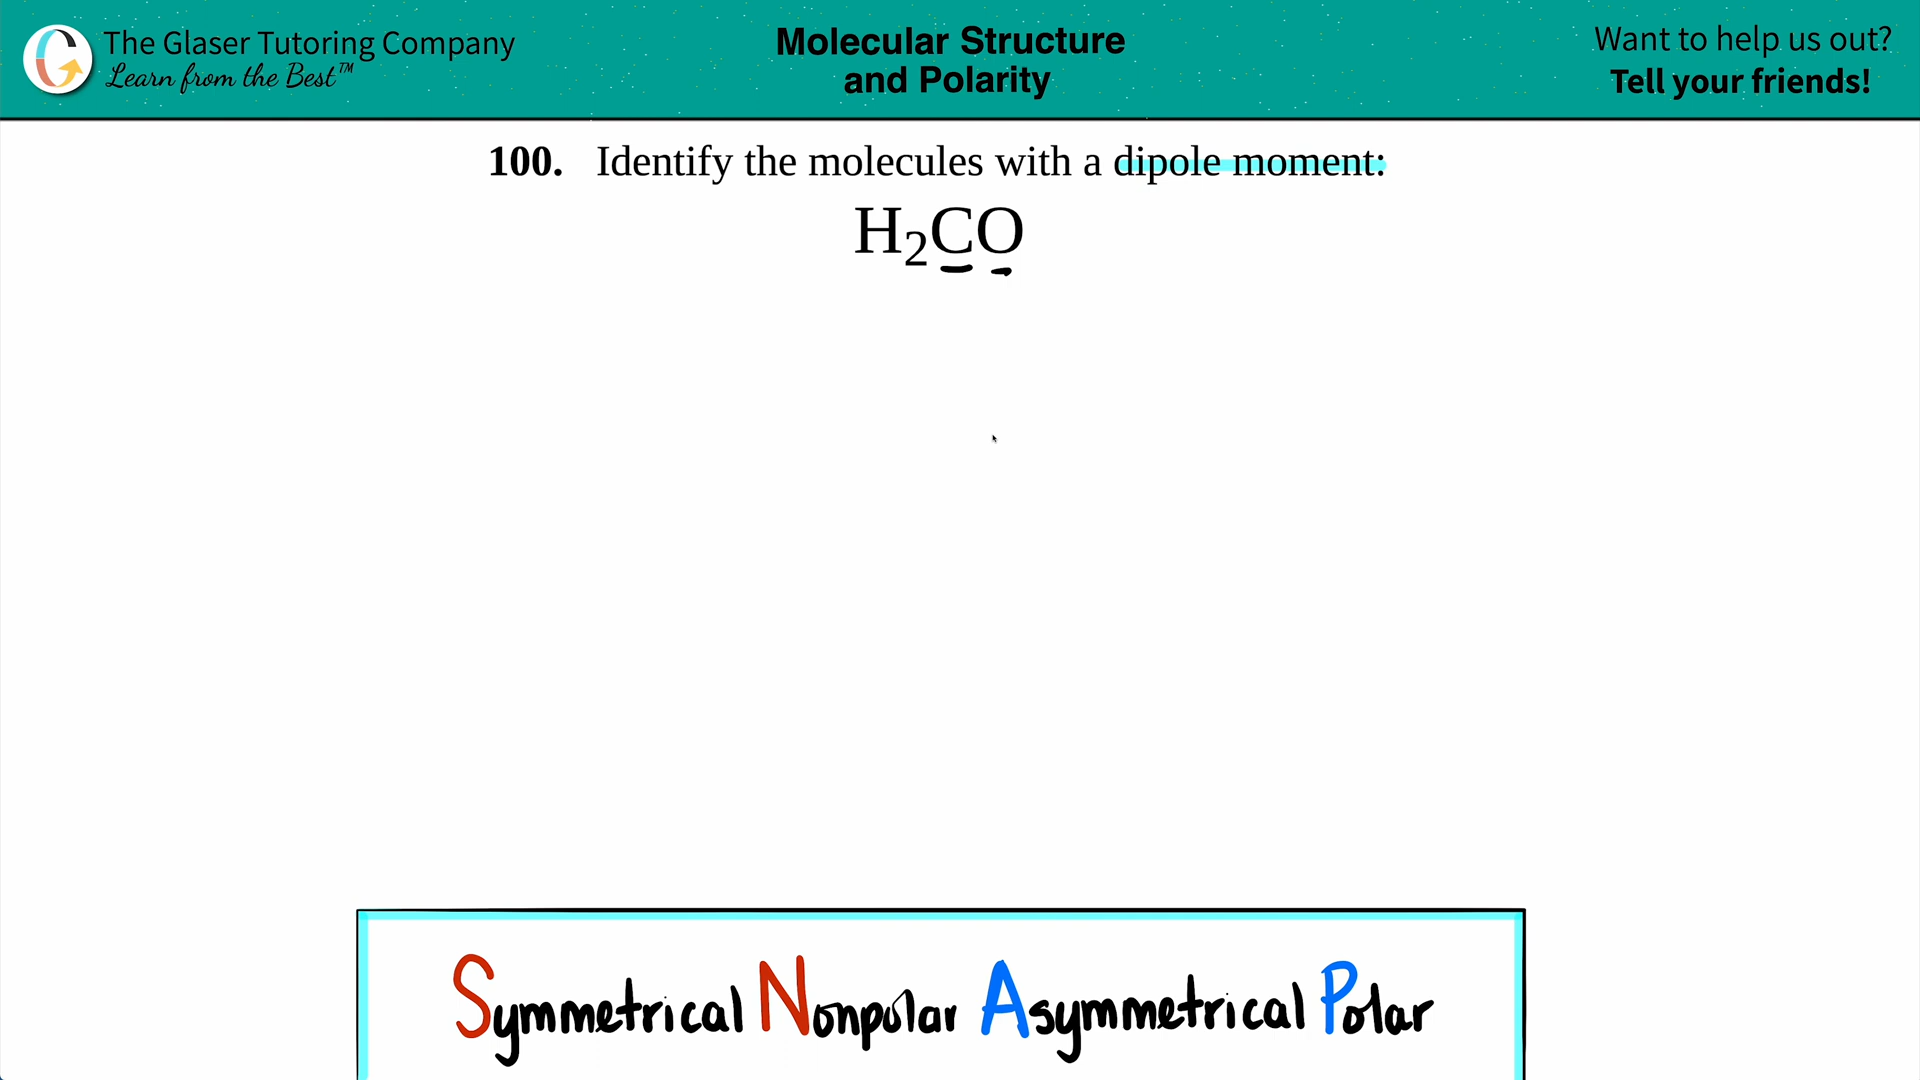 The Glaser Tutoring Company
Learn from the Best™
Molecular Structure
and Polarity
Want to help us out?
Tell your friends!
100. Identify the molecules with a dipole moment:
H₂CO
Symmetrical Nonpolar Asymmetrical Polar